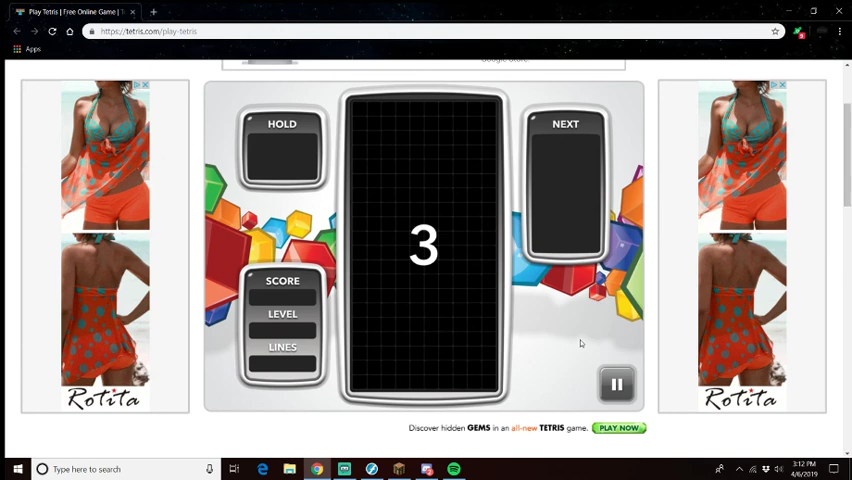 Play Tetris | Free Online Game | T
https://tetris.com/play-tetris
Apps
Google Store.
HOLD
NEXT
3
SCORE
LEVEL
LINES
Rotita
Rotita
Discover hidden GEMS in an all-new TETRIS game. PLAY NOW
Type here to search
3:12 PM
4/6/2019